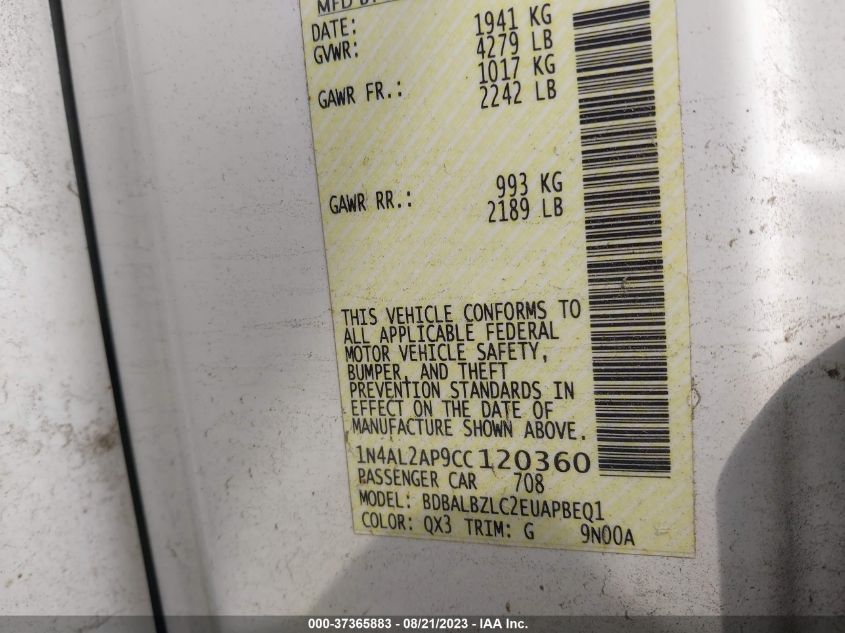 MFD BY
DATE: 1941 KG
GVWR: 4279 LB
1017 KG
GAWR FR.: 2242 LB
993 KG
GAWR RR.: 2189 LB
THIS VEHICLE CONFORMS TO
ALL APPLICABLE FEDERAL
MOTOR VEHICLE SAFETY,
BUMPER, AND THEFT
PREVENTION STANDARDS IN
EFFECT ON THE DATE OF
MANUFACTURE SHOWN ABOVE.
1N4AL2AP9CC120360
PASSENGER CAR 708
MODEL: BDBALBZLC2EUAPBEQ1
COLOR: QX3 TRIM: G 9N00A
000-37365883 - 08/21/2023 - IAA Inc.